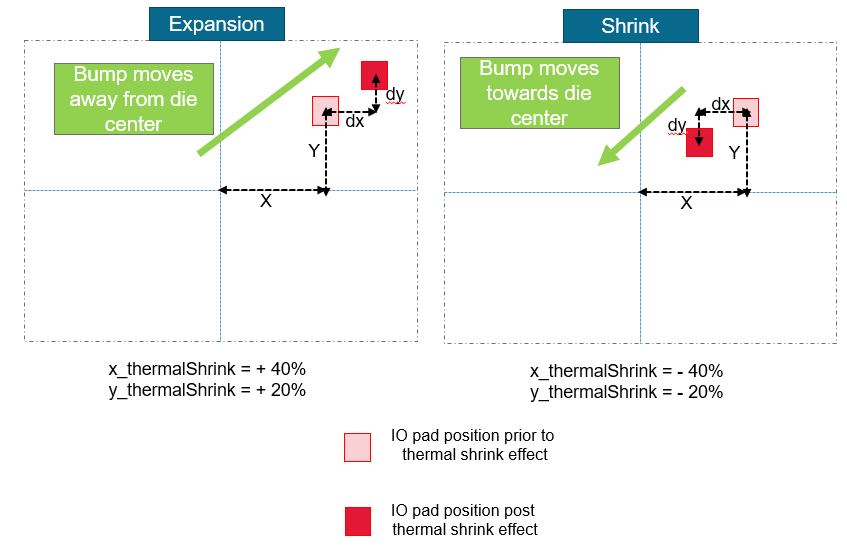 Expansion
Bump moves
away from die
center
dy
dx
Y
X
x_thermalShrink = + 40%
y_thermalShrink = + 20%
Shrink
Bump moves
towards die
center
dx
dy
Y
X
x_thermalShrink = - 40%
y_thermalShrink = - 20%
IO pad position prior to
thermal shrink effect
IO pad position post
thermal shrink effect